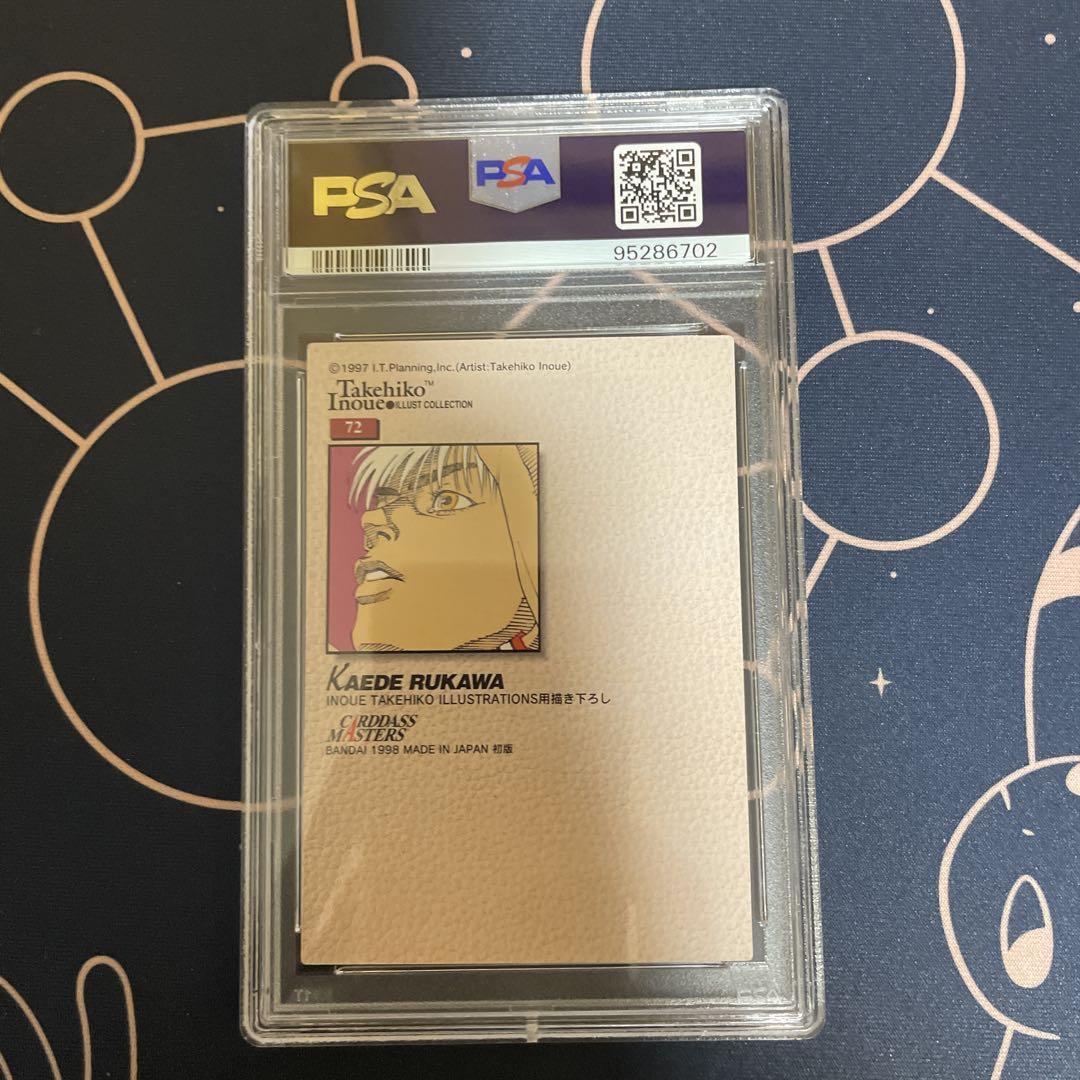 PSA
PSA
95286702
©1997 I.T.Planning,Inc.(Artist:Takehiko Inoue)
Takehiko™
Inoue●ILLUST COLLECTION
72
KAEDE RUKAWA
INOUE TAKEHIKO ILLUSTRATIONS用描き下ろし
CARDDASS
MASTERS
BANDAI 1998 MADE IN JAPAN 初版